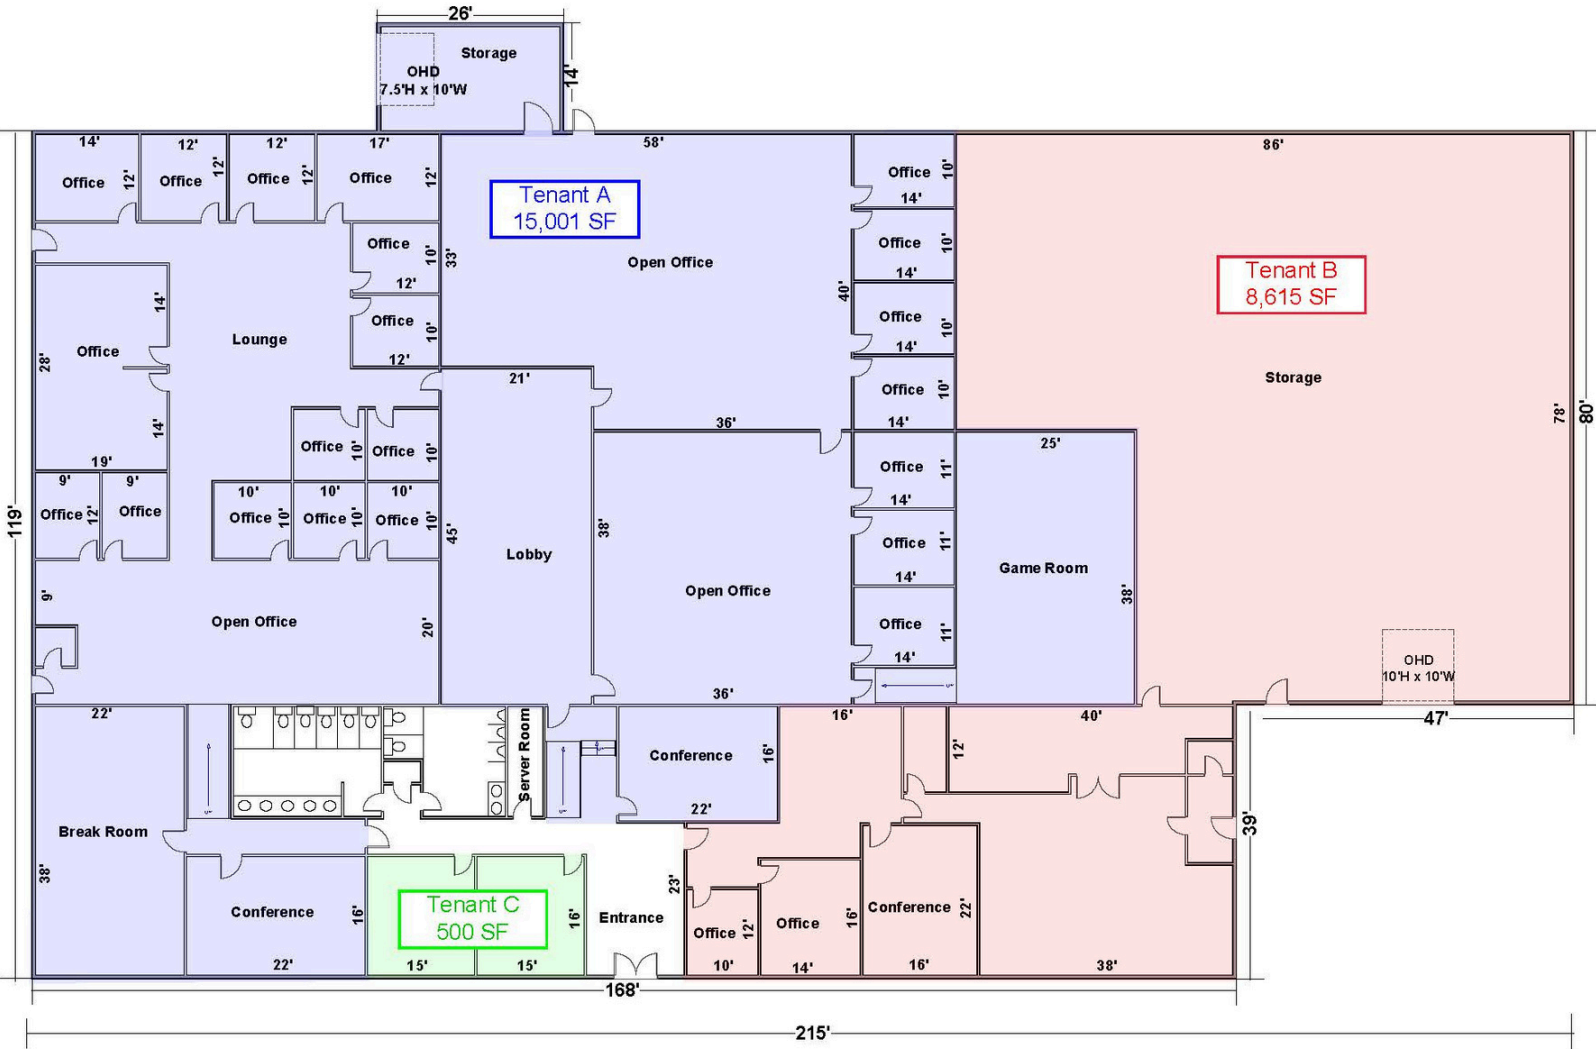 26'
Storage
OHD
7.5'H x 10'W
14'
14'
12'
12'
17'
58'
86'
Office
12'
Office
12'
Office
12'
Office
12'
Office
10'
14'
Tenant A
15,001 SF
Office
10'
12'
33'
Open Office
Office
10'
14'
Tenant B
8,615 SF
14'
Office
10'
12'
40'
Office
10'
14'
Lounge
28'
Office
14'
19'
21'
36'
Office
10'
14'
Storage
78'
80'
Office
10'
Office
10'
25'
Office
11'
14'
9'
9'
Office
12'
Office
10'
10'
10'
Office
10'
Office
10'
Office
10'
119'
45'
38'
Lobby
Office
11'
14'
Game Room
38'
9'
Open Office
20'
Open Office
36'
Office
11'
14'
OHD
10'H x 10'W
47'
22'
Server Room
16'
40'
Conference
16'
22'
12'
Break Room
38'
39'
Conference
16'
22'
Tenant C
500 SF
16'
15'
15'
23'
Entrance
Office
12'
10'
Office
16'
14'
Conference
22'
16'
38'
168'
215'